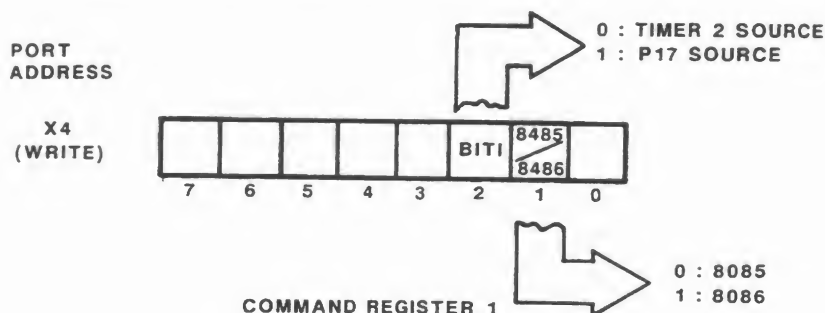 0 : TIMER 2 SOURCE
1 : P17 SOURCE
PORT
ADDRESS
X4
(WRITE)
BITI
8485
8486
7 6 5 4 3 2 1 0
0 : 8085
1 : 8086
COMMAND REGISTER 1